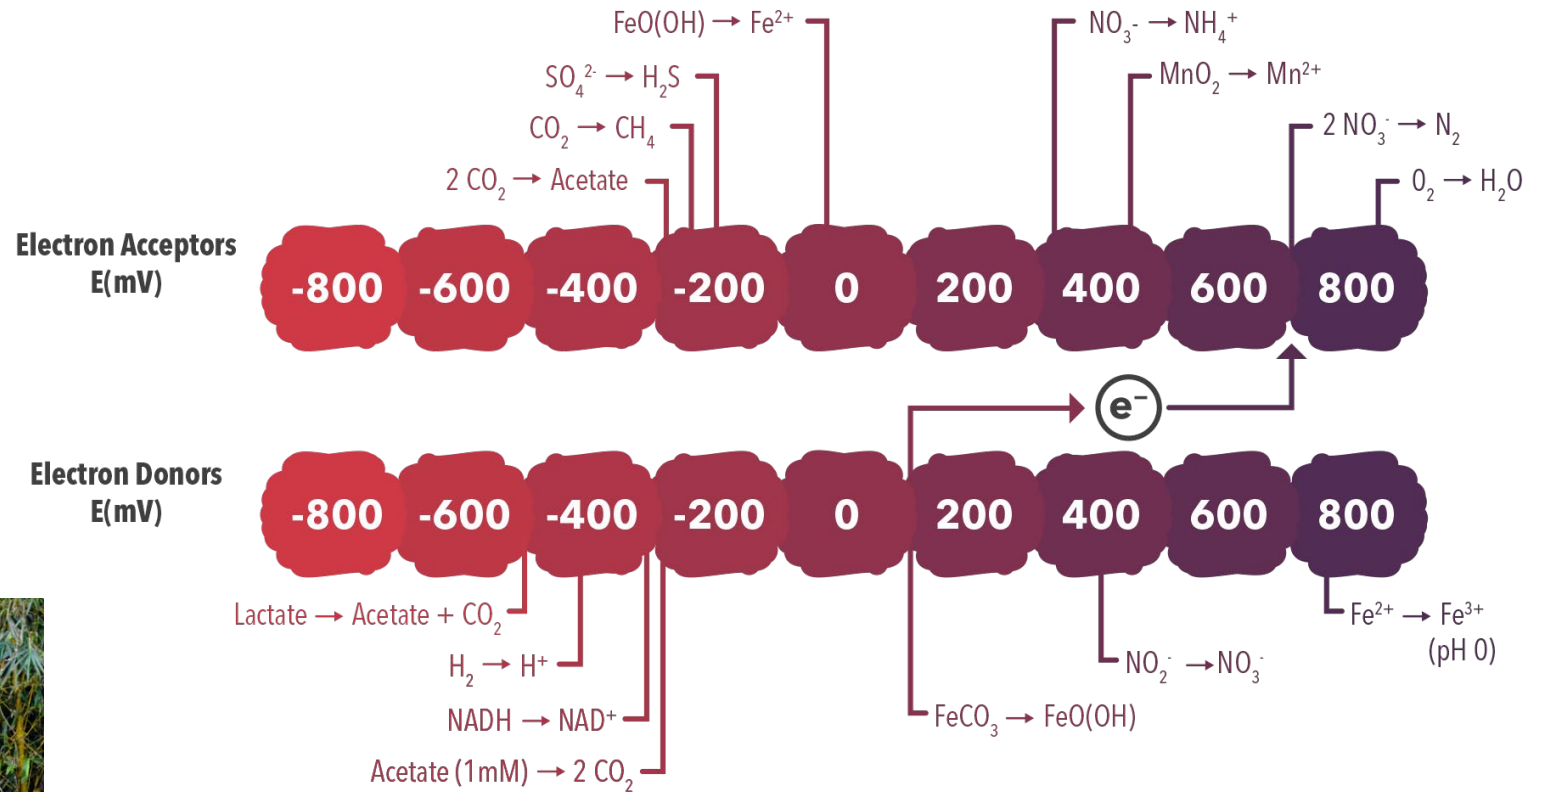 FeO(OH) → Fe²⁺
NO₃- → NH₄⁺
SO₄²⁻ → H₂S
MnO₂ → Mn²⁺
CO₂ → CH₄
2 NO₃⁻ → N₂
2 CO₂ → Acetate
O₂ → H₂O
Electron Acceptors
E(mV)
-800 -600 -400 -200 0 200 400 600 800
e⁻
Electron Donors
E(mV)
-800 -600 -400 -200 0 200 400 600 800
Lactate → Acetate + CO₂
Fe²⁺ → Fe³⁺
(pH 0)
H₂ → H⁺
NO₂⁻ → NO₃⁻
NADH → NAD⁺
FeCO₃ → FeO(OH)
Acetate (1mM) → 2 CO₂